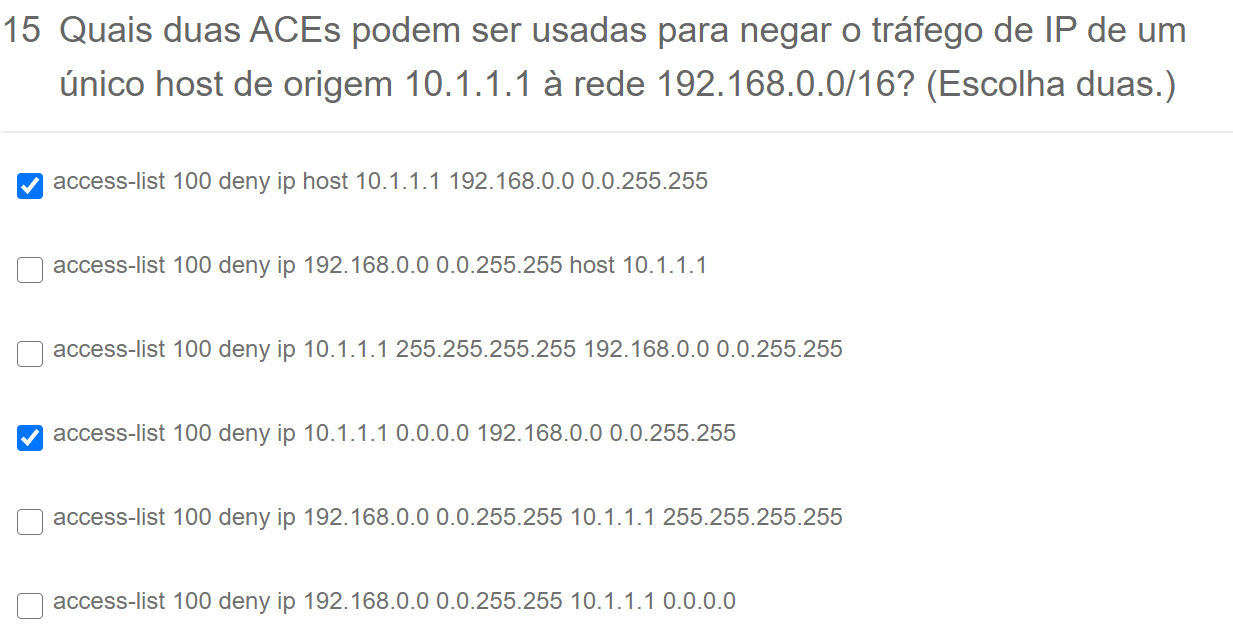 15 Quais duas ACEs podem ser usadas para negar o tráfego de IP de um
único host de origem 10.1.1.1 à rede 192.168.0.0/16? (Escolha duas.)
access-list 100 deny ip host 10.1.1.1 192.168.0.0 0.0.255.255
access-list 100 deny ip 192.168.0.0 0.0.255.255 host 10.1.1.1
access-list 100 deny ip 10.1.1.1 255.255.255.255 192.168.0.0 0.0.255.255
access-list 100 deny ip 10.1.1.1 0.0.0.0 192.168.0.0 0.0.255.255
access-list 100 deny ip 192.168.0.0 0.0.255.255 10.1.1.1 255.255.255.255
access-list 100 deny ip 192.168.0.0 0.0.255.255 10.1.1.1 0.0.0.0